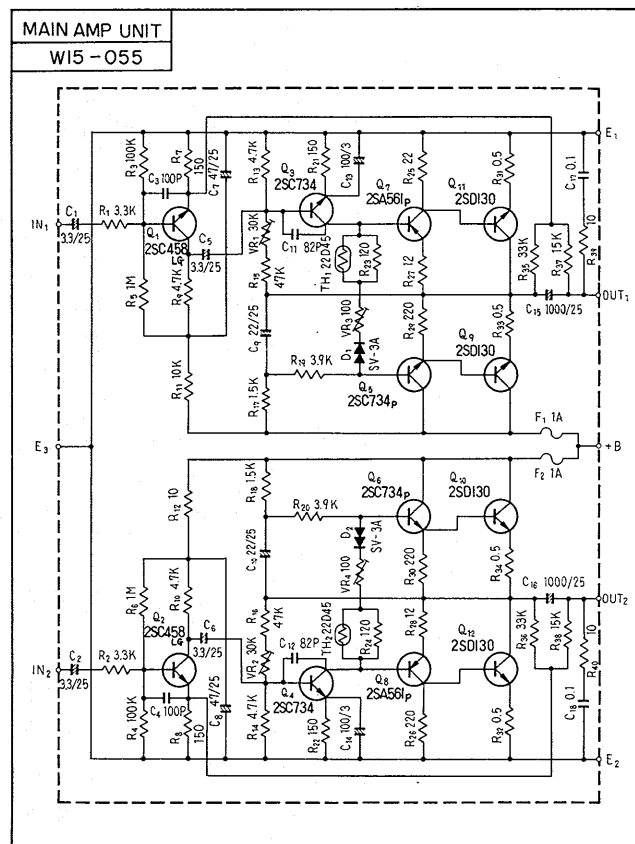 MAIN AMP UNIT
W15-055
E₁
R₃ 100K
R₇ 150
C₇ 47/25
R₁₃ 4.7K
R₂₁ 150
C₁₃ 100/3
R₂₅ 22
R₃₁ 0.5
C₁₇ 0.1
C₃ 100P
Q₃
2SC734
Q₇
2SA561P
Q₁₁
2SD130
IN₁
C₁
3.3/25
R₁ 3.3K
Q₁
2SC458
LG
C₅
3.3/25
VR₁ 30K
C₁₁ 82P
TH₁ 22D45
R₂₃ 120
R₂₇ 12
R₃₅ 33K
R₃₇ 15K
R₃₉ 10
R₅ 1M
R₉ 4.7K
R₁₅ 47K
OUT₁
C₁₅ 1000/25
C₉ 22/25
VR₃ 100
R₂₉ 220
R₃₃ 0.5
D₁ SV-3A
Q₉
2SD130
R₁₉ 3.9K
R₁₁ 10K
R₁₇ 1.5K
Q₅
2SC734P
F₁ 1A
E₃
+B
F₂ 1A
R₁₂ 10
R₁₈ 1.5K
Q₆
2SC734P
Q₁₀
2SD130
R₂₀ 3.9K
D₂ SV-3A
C₁₀ 22/25
VR₄ 100
R₃₀ 220
R₃₄ 0.5
C₁₆ 1000/25
R₆ 1M
R₁₀ 4.7K
OUT₂
Q₂
2SC458
LG
C₆
3.3/25
R₁₆ 47K
TH₂ 22D45
R₂₄ 120
R₂₈ 12
Q₁₂
2SD130
R₃₆ 33K
R₃₈ 15K
R₄₀ 10
IN₂
C₂
3.3/25
R₂ 3.3K
VR₂ 30K
C₁₂ 82P
Q₄
2SC734
Q₈
2SA561P
C₄ 100P
R₄ 100K
R₈ 150
C₈ 47/25
R₁₄ 4.7K
R₂₂ 150
C₁₄ 100/3
R₂₆ 220
R₃₂ 0.5
C₁₈ 0.1
E₂